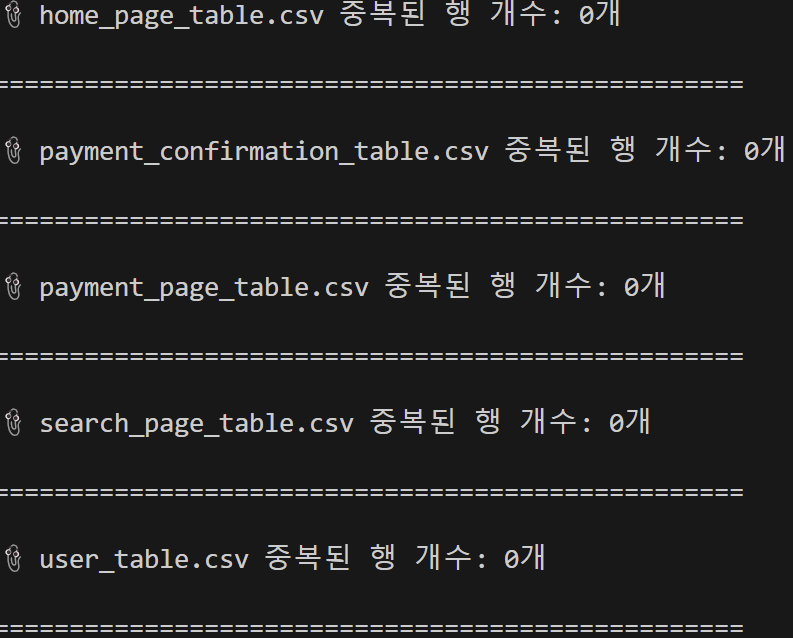 📎 home_page_table.csv 중복된 행 개수: 0개
==================================================
📎 payment_confirmation_table.csv 중복된 행 개수: 0개
==================================================
📎 payment_page_table.csv 중복된 행 개수: 0개
==================================================
📎 search_page_table.csv 중복된 행 개수: 0개
==================================================
📎 user_table.csv 중복된 행 개수: 0개
==================================================